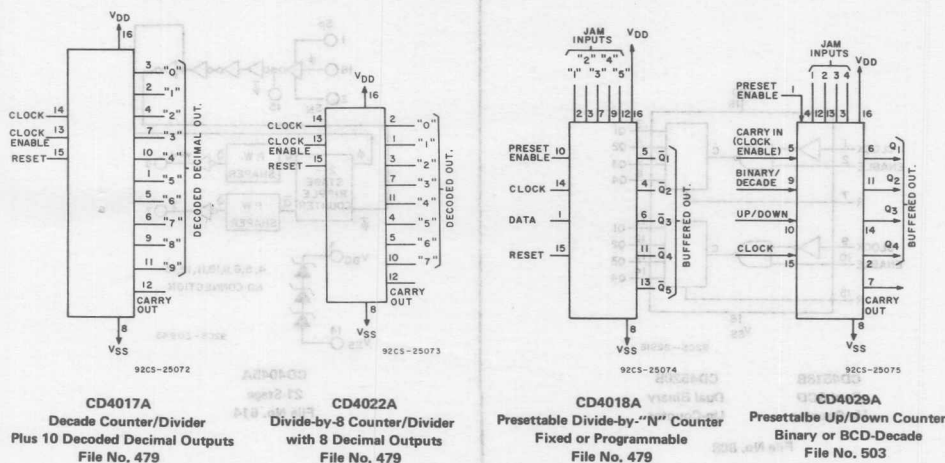 VDD
16
3 "0"
2 "1"
4 "2"
7 "3"
10 "4"
1 "5"
5 "6"
6 "7"
9 "8"
11 "9"
12
CARRY OUT
14
CLOCK
13
CLOCK ENABLE
15
RESET
DECODED DECIMAL OUT.
8
VSS
92CS-25072
CD4017A
Decade Counter/Divider
Plus 10 Decoded Decimal Outputs
File No. 479
VDD
16
14
CLOCK
13
CLOCK ENABLE
15
RESET
2 "0"
1 "1"
3 "2"
7 "3"
11 "4"
4 "5"
5 "6"
10 "7"
12
CARRY OUT
DECODED OUT.
8
VSS
92CS-25073
CD4022A
Divide-by-8 Counter/Divider
with 8 Decimal Outputs
File No. 479
JAM INPUTS
"2" "4"
"1" "3" "5"
VDD
2 3 7 9 12 16
PRESET ENABLE
10
CLOCK
14
DATA
1
RESET
15
5 Q̅1
4 Q̅2
6 Q̅3
11 Q̅4
13 Q̅5
BUFFERED OUT.
8
VSS
92CS-25074
CD4018A
Presettable Divide-by-"N" Counter
Fixed or Programmable
File No. 479
JAM INPUTS
1 2 3 4
VDD
PRESET ENABLE
1
4 12 13 3
16
CARRY IN (CLOCK ENABLE)
5
BINARY/ DECADE
9
UP/DOWN
10
CLOCK
15
6 Q1
11 Q2
Q3
14
Q4
2
7
CARRY OUT
BUFFERED OUT.
8
VSS
92CS-25075
CD4029A
Presettalbe Up/Down Counter
Binary or BCD-Decade
File No. 503